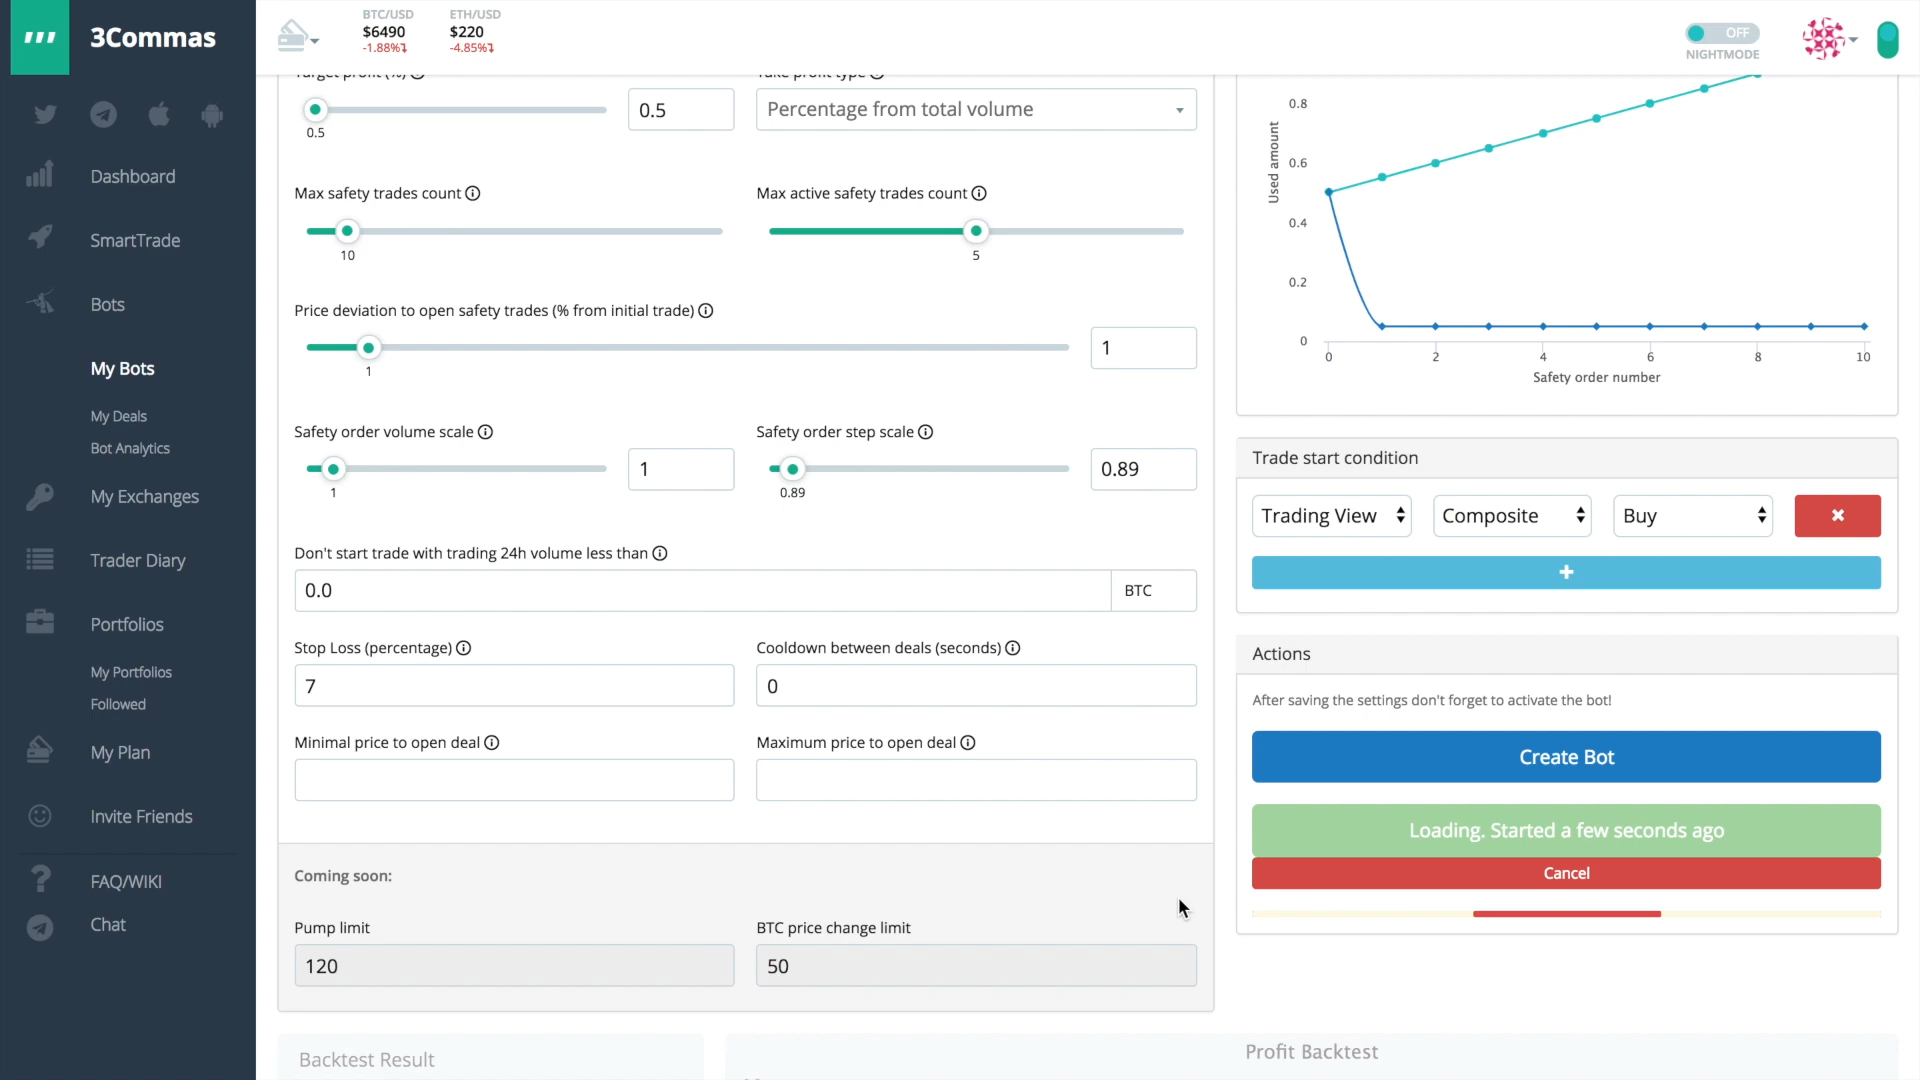 3Commas
BTC/USD
$6490
-1.88%
ETH/USD
$220
-4.85%
OFF
NIGHTMODE
Dashboard
SmartTrade
Bots
My Bots
My Deals
Bot Analytics
My Exchanges
Trader Diary
Portfolios
My Portfolios
Followed
My Plan
Invite Friends
FAQ/WIKI
Chat
Target profit (%)
Take profit type
0.5
0.5
Percentage from total volume
Max safety trades count
Max active safety trades count
10
5
Price deviation to open safety trades (% from initial trade)
1
1
Safety order volume scale
Safety order step scale
1
1
0.89
0.89
Don't start trade with trading 24h volume less than
0.0
BTC
Stop Loss (percentage)
Cooldown between deals (seconds)
7
0
Minimal price to open deal
Maximum price to open deal
Coming soon:
Pump limit
BTC price change limit
120
50
Backtest Result
Profit Backtest
Used amount
0.8
0.6
0.4
0.2
0
0 2 4 6 8 10
Safety order number
Trade start condition
Trading View
Composite
Buy
Actions
After saving the settings don't forget to activate the bot!
Create Bot
Loading. Started a few seconds ago
Cancel